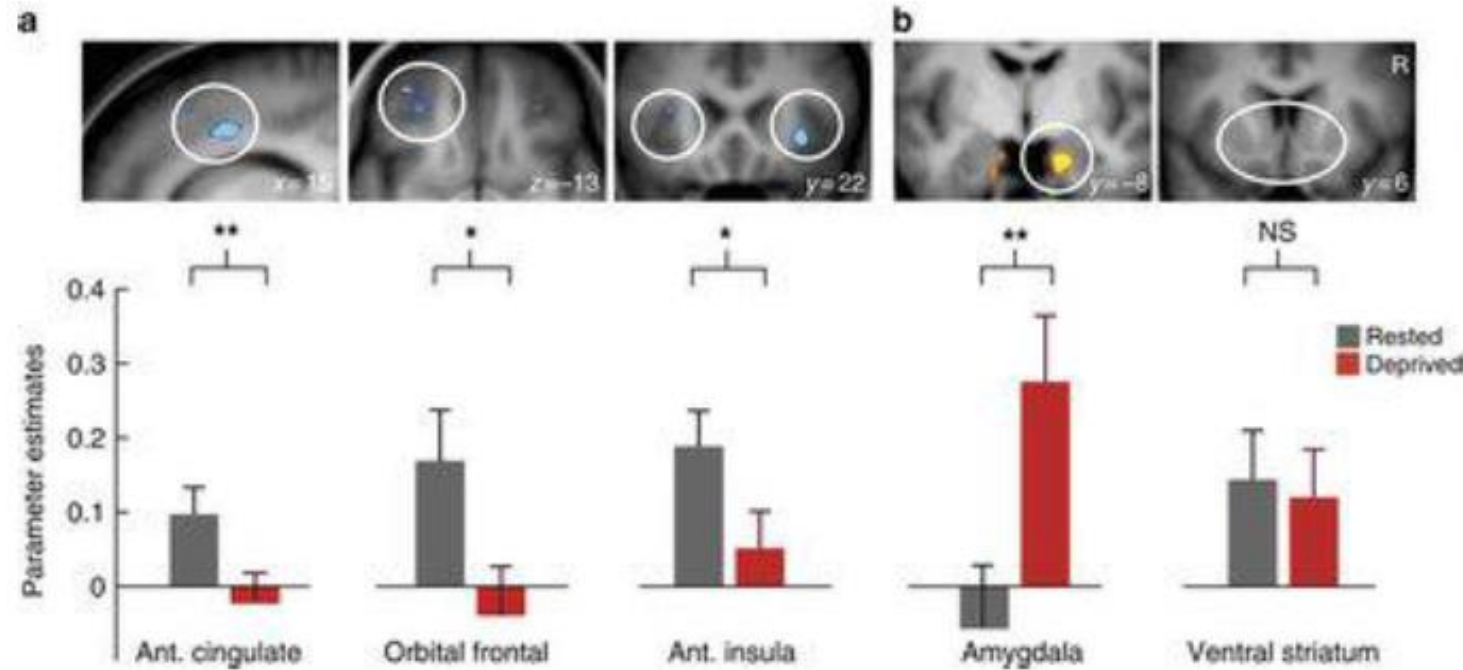 a
b
x=15
z=-13
y=22
y=-8
R
y=6
**
*
*
**
NS
0.4
0.3
0.2
0.1
0
Parameter estimates
Rested
Deprived
Ant. cingulate
Orbital frontal
Ant. insula
Amygdala
Ventral striatum